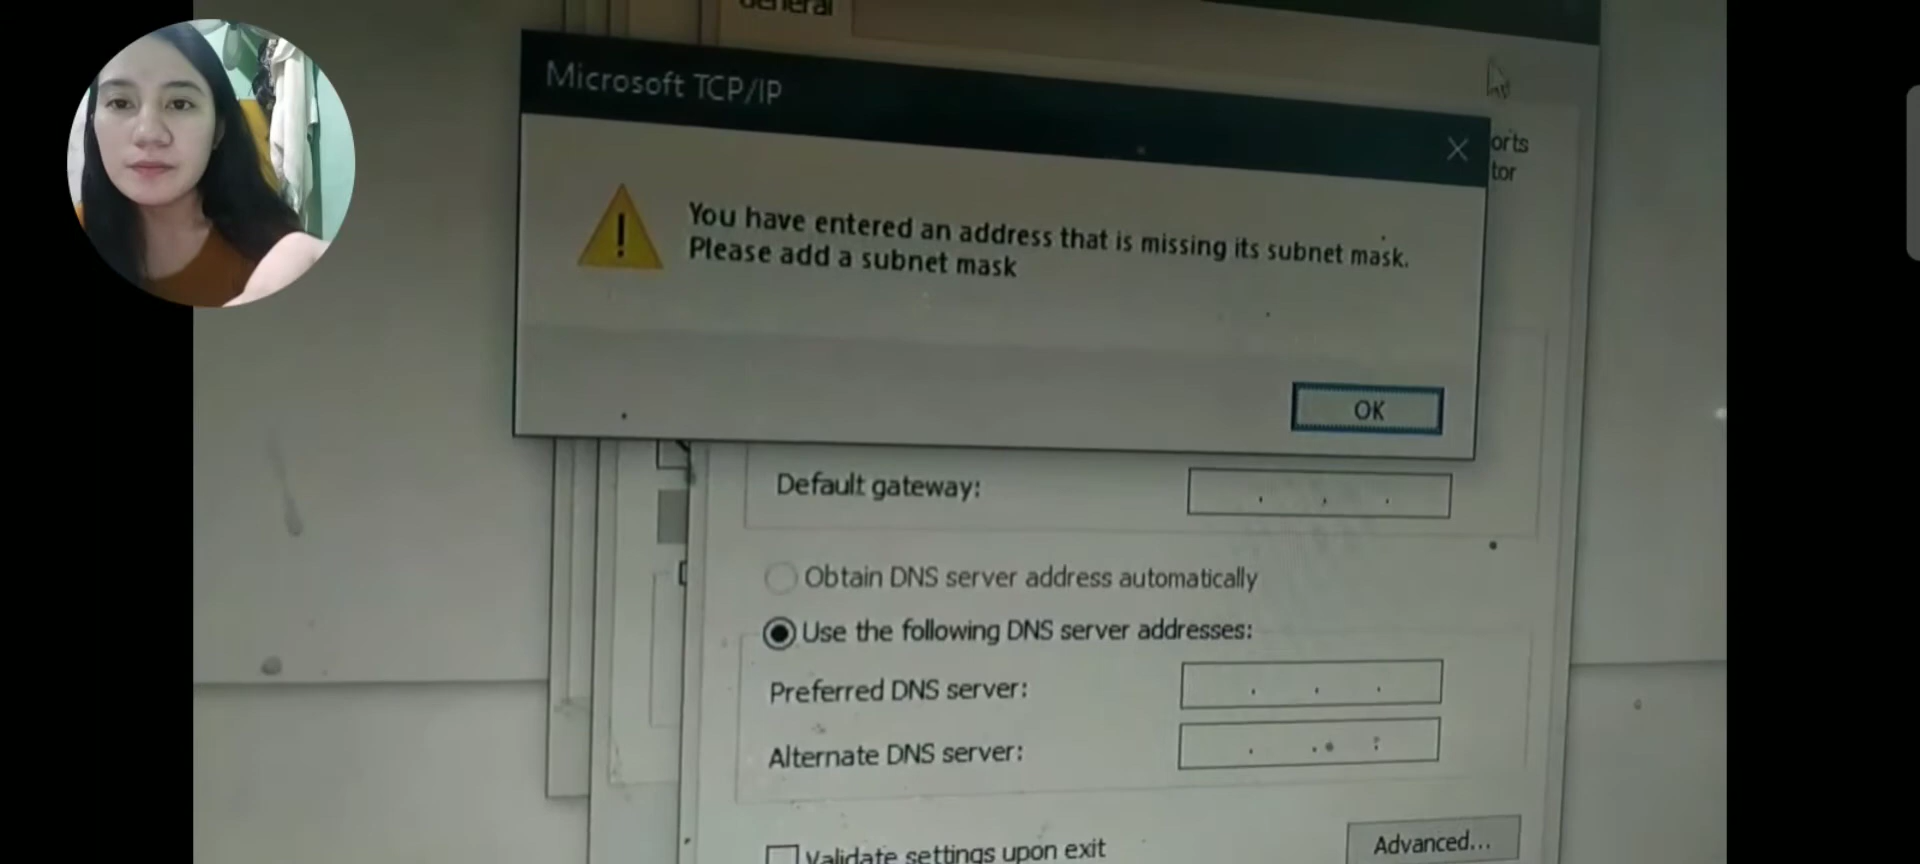 General
Microsoft TCP/IP
orts
tor
You have entered an address that is missing its subnet mask.
Please add a subnet mask
OK
Default gateway:
Obtain DNS server address automatically
Use the following DNS server addresses:
Preferred DNS server:
Alternate DNS server:
Validate settings upon exit
Advanced...